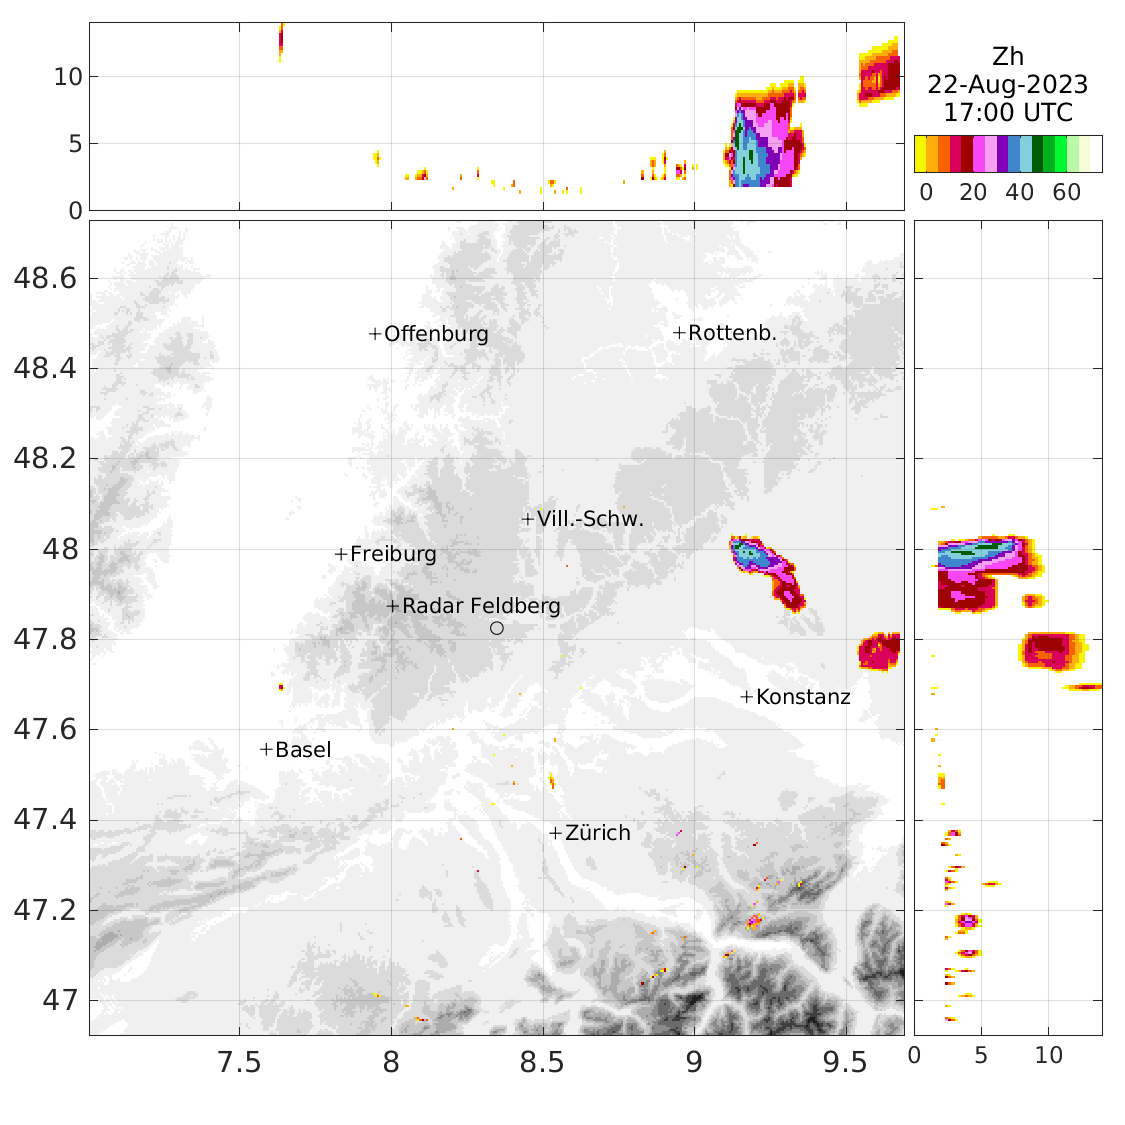 10
5
0
Zh
22-Aug-2023
17:00 UTC
0 20 40 60
48.6
48.4
48.2
48
47.8
47.6
47.4
47.2
47
+Offenburg
+Rottenb.
+Vill.-Schw.
+Freiburg
+Radar Feldberg
+Konstanz
+Basel
+Zürich
7.5 8 8.5 9 9.5
0 5 10